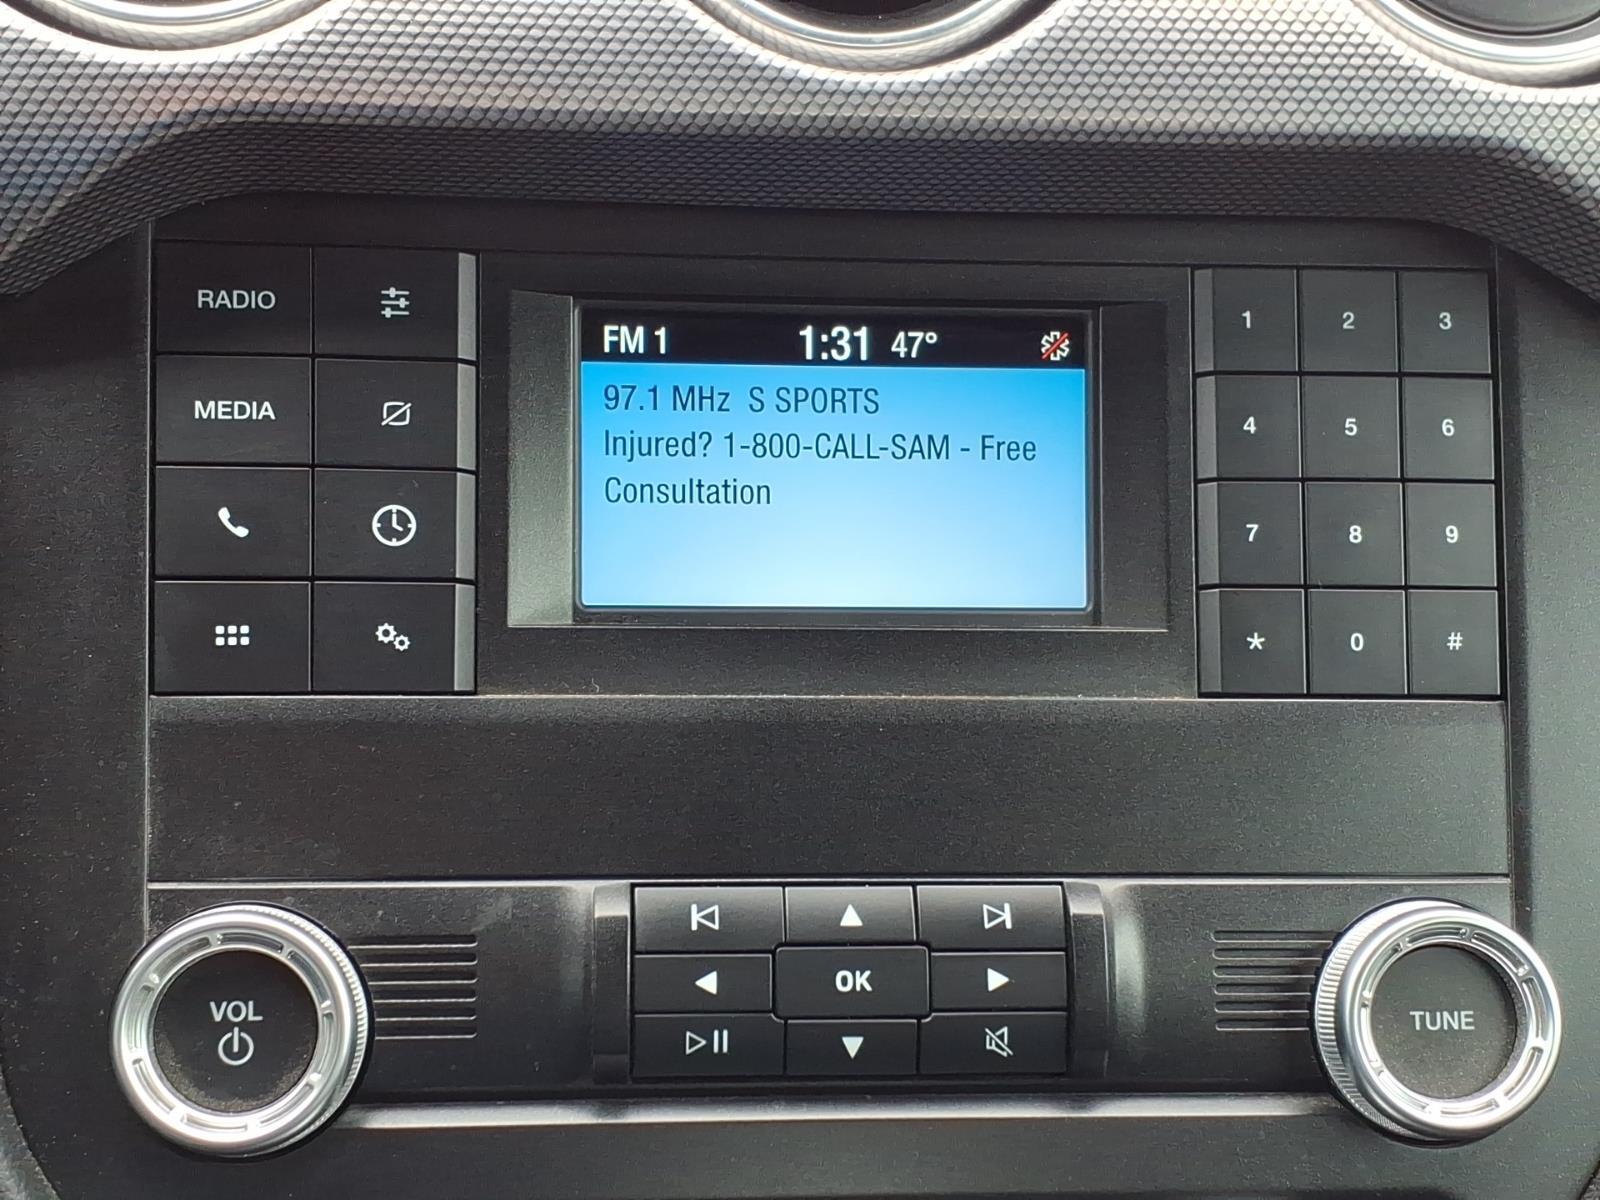 RADIO
MEDIA
FM 1 1:31 47°
97.1 MHz S SPORTS
Injured? 1-800-CALL-SAM - Free
Consultation
1 2 3
4 5 6
7 8 9
* 0 #
VOL
OK
TUNE